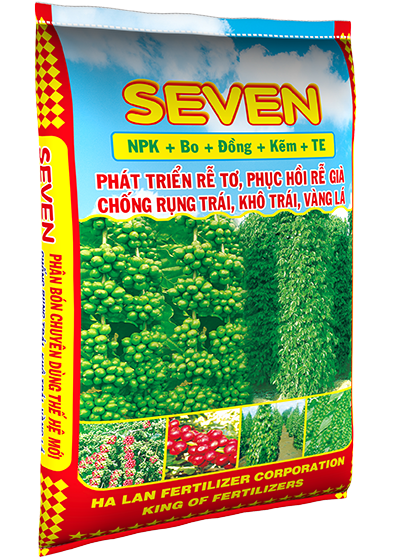 SEVEN
NPK + Bo + Đồng + Kẽm + TE
PHÁT TRIỂN RỄ TƠ, PHỤC HỒI RỄ GIÀ
CHỐNG RỤNG TRÁI, KHÔ TRÁI, VÀNG LÁ
HA LAN FERTILIZER CORPORATION
KING OF FERTILIZERS
SEVEN
PHÂN BÓN CHUYÊN DÙNG THẾ HỆ MỚI